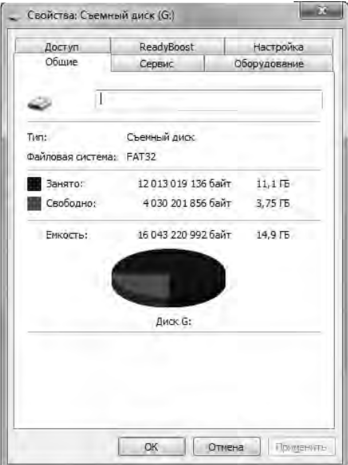 Свойства: Съемный диск (G:)
Доступ ReadyBoost Настройка
Общие Сервис Оборудование
Тип: Съемный диск
Файловая система: FAT32
Занято: 12 013 019 136 байт 11,1 ГБ
Свободно: 4 030 201 856 байт 3,75 ГБ
Емкость: 16 043 220 992 байт 14,9 ГБ
Диск G:
OK Отмена Применить